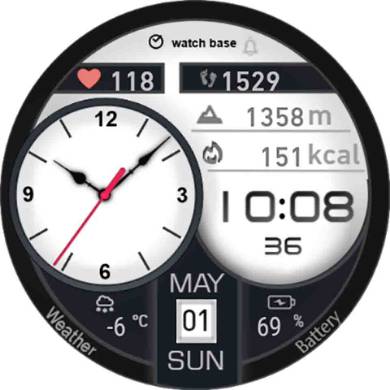 watch base
118 1529
1358m
151 kcal
12
9 3
6
10:08
36
MAY
01
SUN
Weather
-6 °C
69 %
Battery